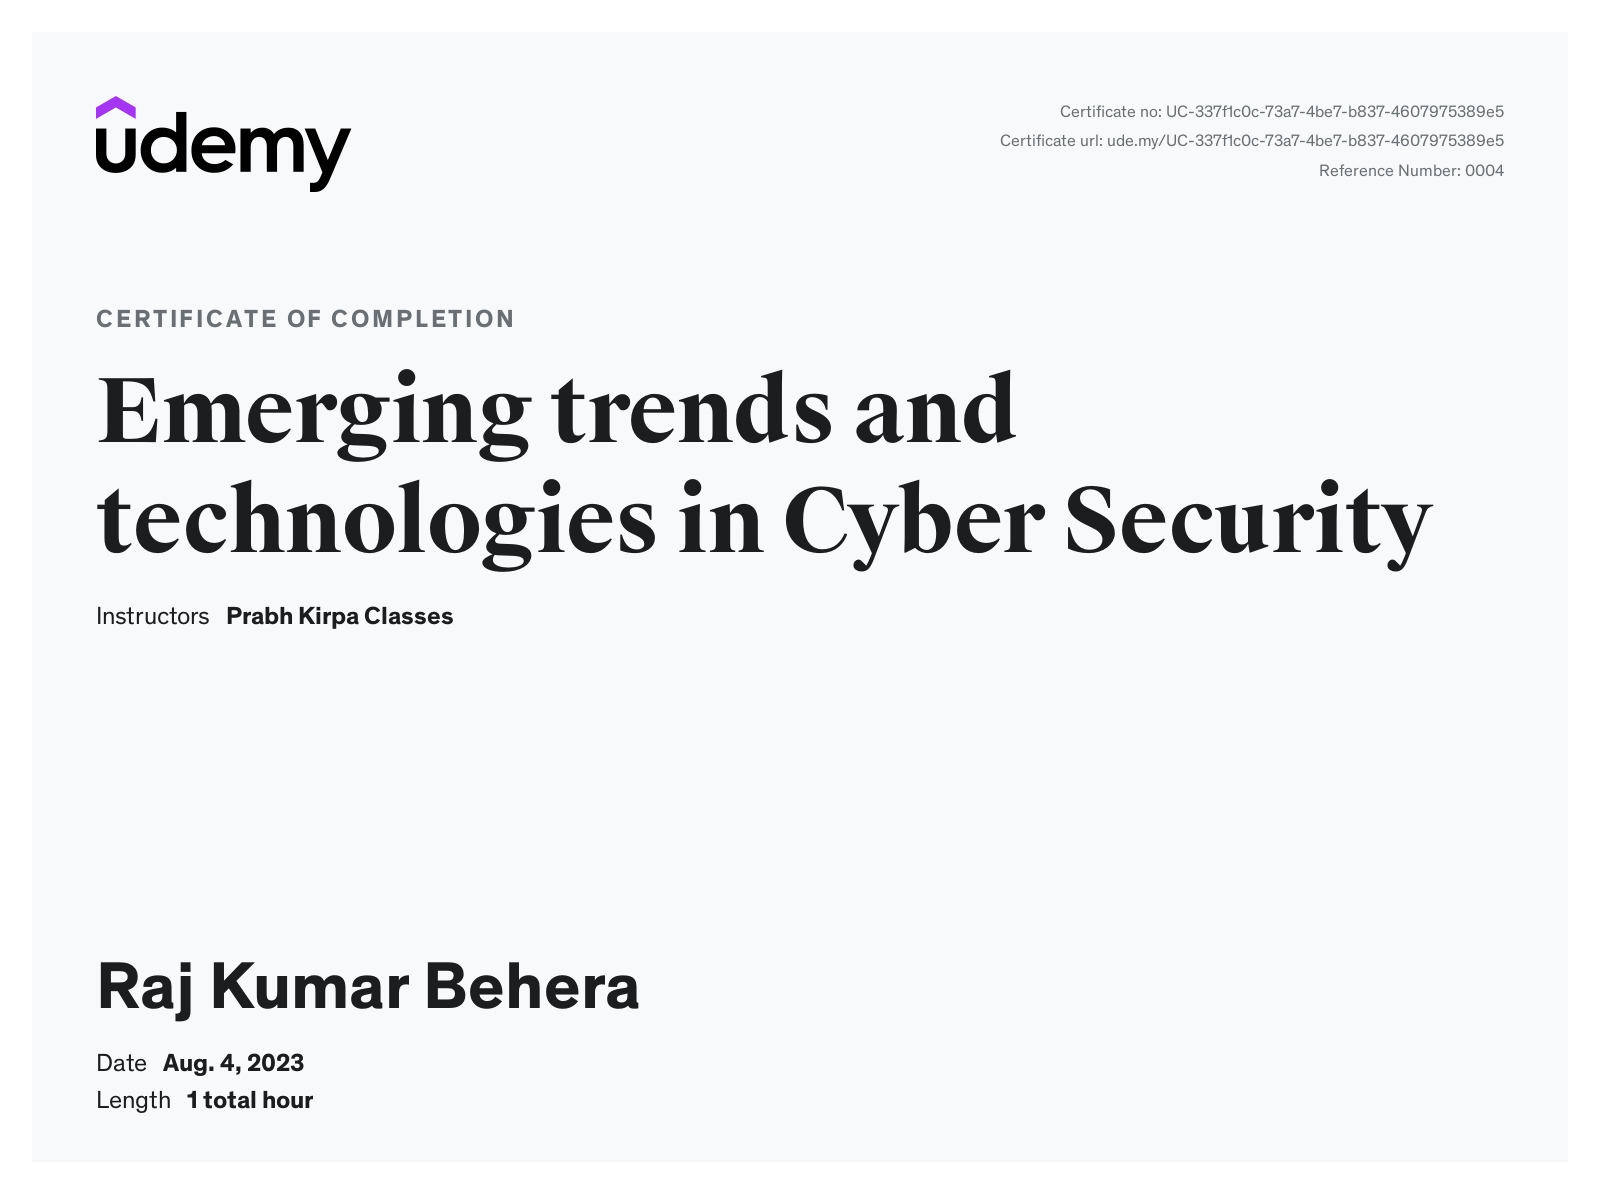 udemy
Certificate no: UC-337f1c0c-73a7-4be7-b837-4607975389e5
Certificate url: ude.my/UC-337f1c0c-73a7-4be7-b837-4607975389e5
Reference Number: 0004
CERTIFICATE OF COMPLETION
Emerging trends and
technologies in Cyber Security
Instructors Prabh Kirpa Classes
Raj Kumar Behera
Date Aug. 4, 2023
Length 1 total hour